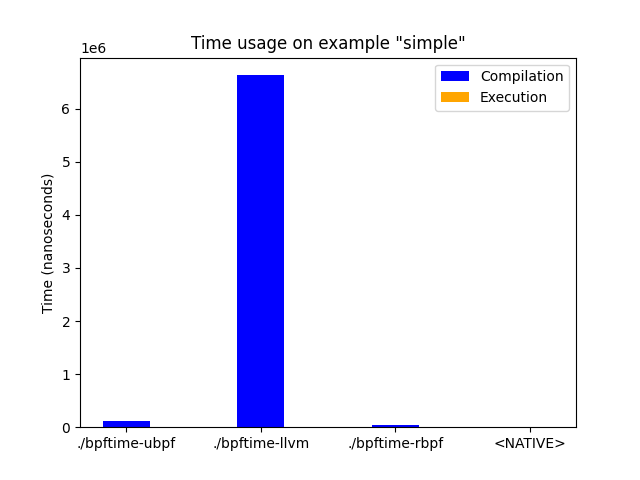 Time usage on example "simple"
1e6
Compilation
Execution
6
5
4
3
2
1
0
Time (nanoseconds)
./bpftime-ubpf
./bpftime-llvm
./bpftime-rbpf
<NATIVE>